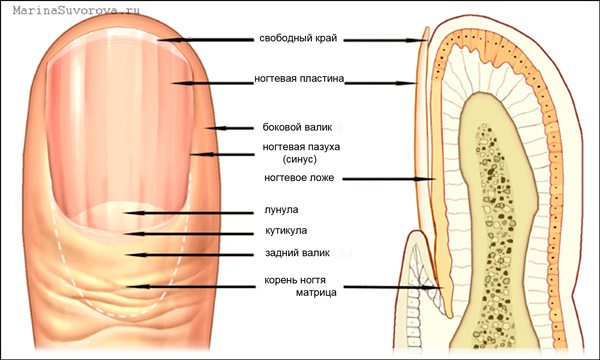 MarinaSuvorova.ru
свободный край
ногтевая пластина
боковой валик
ногтевая пазуха
(синус)
ногтевое ложе
лунула
кутикула
задний валик
корень ногтя
матрица